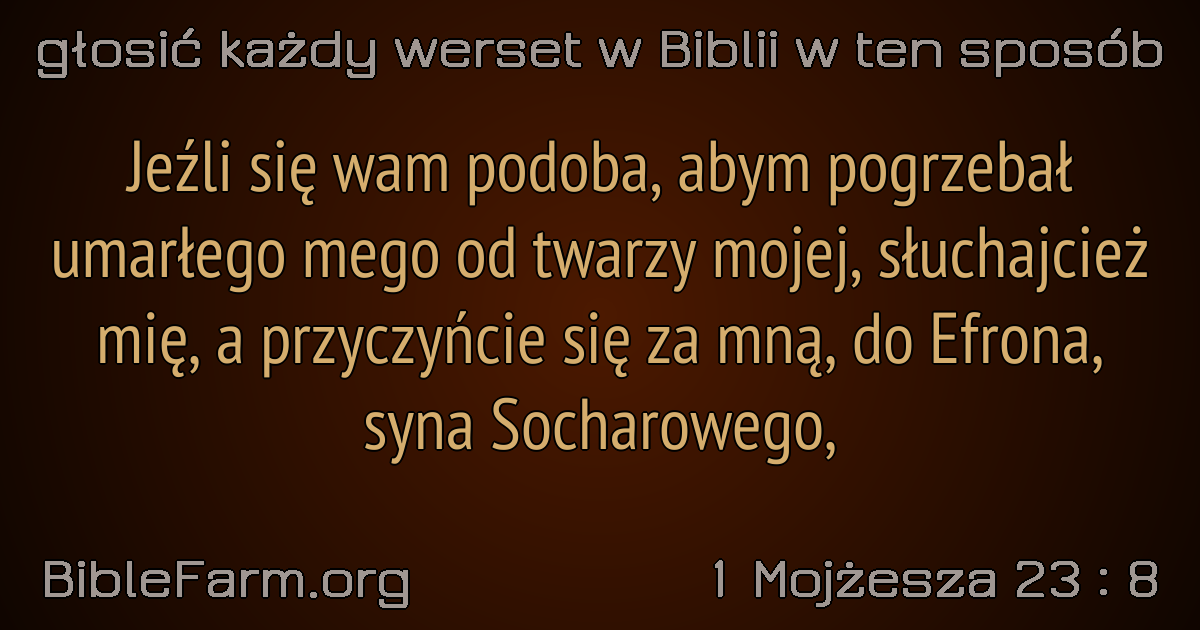 głosić każdy werset w Biblii w ten sposób
Jeźli się wam podoba, abym pogrzebał
umarłego mego od twarzy mojej, słuchajcież
mię, a przyczyńcie się za mną, do Efrona,
syna Socharowego,
BibleFarm.org
1 Mojżesza 23 : 8